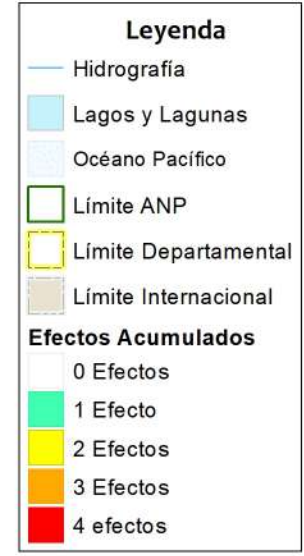 Leyenda
Hidrografía
Lagos y Lagunas
Océano Pacífico
Límite ANP
Límite Departamental
Límite Internacional
Efectos Acumulados
0 Efectos
1 Efecto
2 Efectos
3 Efectos
4 efectos